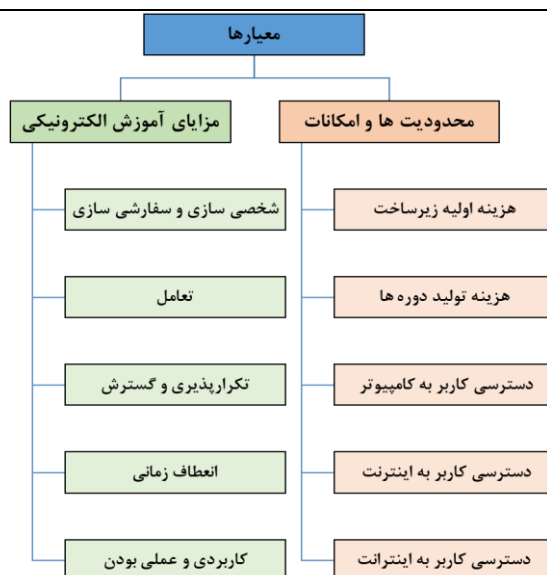 معیارها
محدودیت ها و امکانات
هزینه اولیه زیرساخت
هزینه تولید دوره ها
دسترسی کاربر به کامپیوتر
دسترسی کاربر به اینترنت
دسترسی کاربر به اینترانت
مزایای آموزش الکترونیکی
شخصی سازی و سفارشی سازی
تعامل
تکرارپذیری و گسترش
انعطاف زمانی
کاربردی و عملی بودن